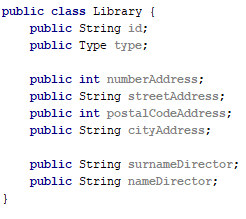 public class Library {
public String id;
public Type type;
public int numberAddress;
public String streetAddress;
public int postalCodeAddress;
public String cityAddress;
public String surnameDirector;
public String nameDirector;
}